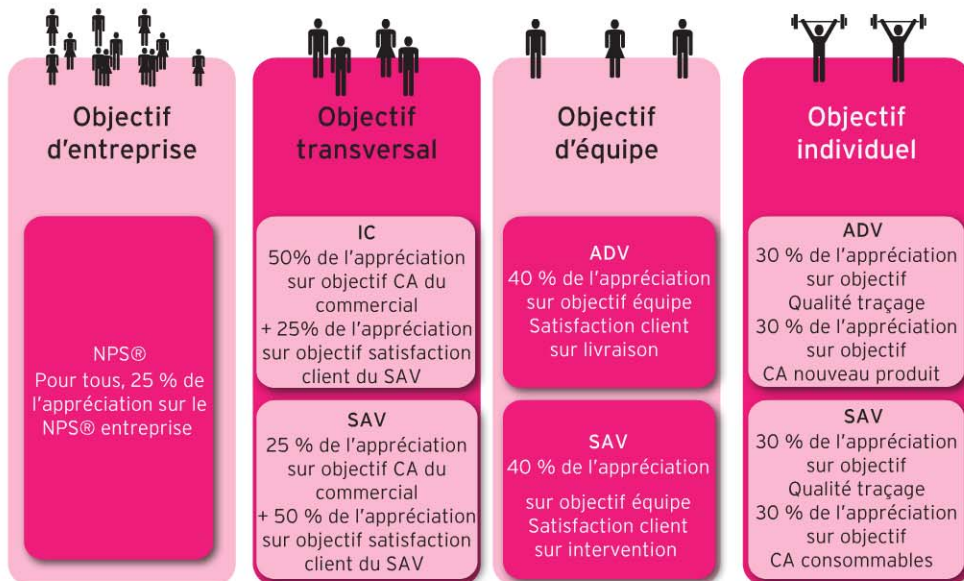 Objectif
d'entreprise
NPS®
Pour tous, 25 % de
l'appréciation sur le
NPS® entreprise
Objectif
transversal
IC
50% de l'appréciation
sur objectif CA du
commercial
+ 25% de l'appréciation
sur objectif satisfaction
client du SAV
SAV
25 % de l'appréciation
sur objectif CA du
commercial
+ 50 % de l'appréciation
sur objectif satisfaction
client du SAV
Objectif
d'équipe
ADV
40 % de l'appréciation
sur objectif équipe
Satisfaction client
sur livraison
SAV
40 % de l'appréciation
sur objectif équipe
Satisfaction client
sur intervention
Objectif
individuel
ADV
30 % de l'appréciation
sur objectif
Qualité traçage
30 % de l'appréciation
sur objectif
CA nouveau produit
SAV
30 % de l'appréciation
sur objectif
Qualité traçage
30 % de l'appréciation
sur objectif
CA consommables